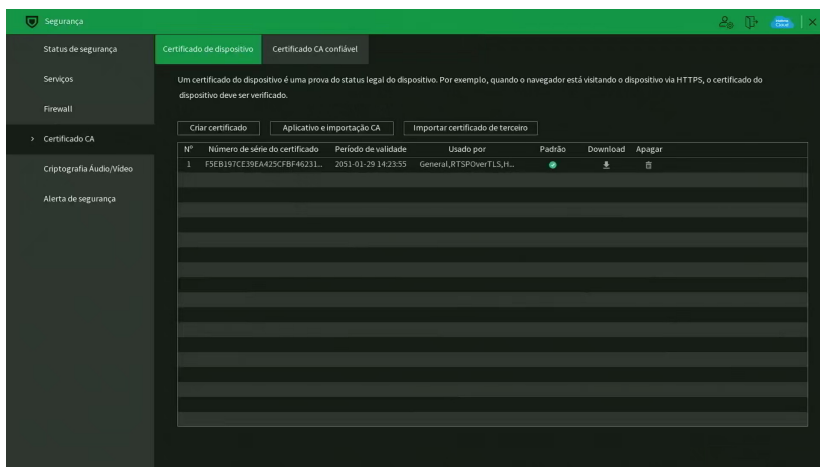 Segurança
Status de segurança
Serviços
Firewall
> Certificado CA
Criptografia Áudio/Vídeo
Alerta de segurança
Certificado de dispositivo Certificado CA confiável
Um certificado do dispositivo é uma prova do status legal do dispositivo. Por exemplo, quando o navegador está visitando o dispositivo via HTTPS, o certificado do
dispositivo deve ser verificado.
Criar certificado Aplicativo e importação CA Importar certificado de terceiro
N° Número de série do certificado Período de validade Usado por Padrão Download Apagar
1 F5EB197CE39EA425CFBF46231... 2051-01-29 14:23:55 General,RTSPOverTLS,H...